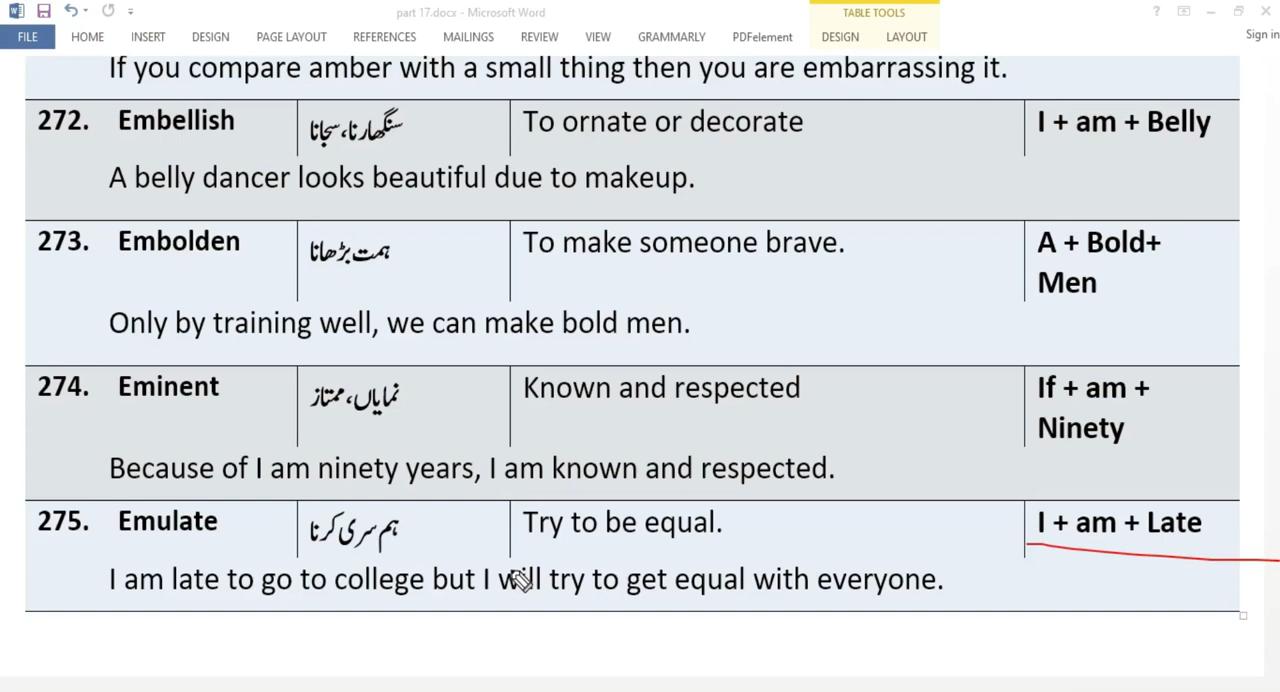 part 17.docx - Microsoft Word
TABLE TOOLS
?
FILE HOME INSERT DESIGN PAGE LAYOUT REFERENCES MAILINGS REVIEW VIEW GRAMMARLY PDFelement DESIGN LAYOUT Sign in
If you compare amber with a small thing then you are embarrassing it.
272. Embellish سنگھارنا، سجانا To ornate or decorate I + am + Belly
A belly dancer looks beautiful due to makeup.
273. Embolden ہمت بڑھانا To make someone brave. A + Bold+
Men
Only by training well, we can make bold men.
274. Eminent نمایاں، ممتاز Known and respected If + am +
Ninety
Because of I am ninety years, I am known and respected.
275. Emulate ہم سری کرنا Try to be equal. I + am + Late
I am late to go to college but I will try to get equal with everyone.